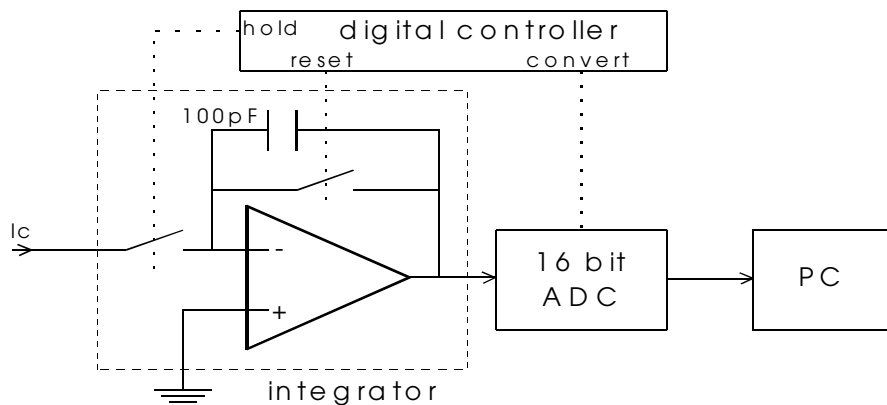 hold digital controller
reset convert
100pF
Ic
-
+
16 bit
ADC
PC
integrator